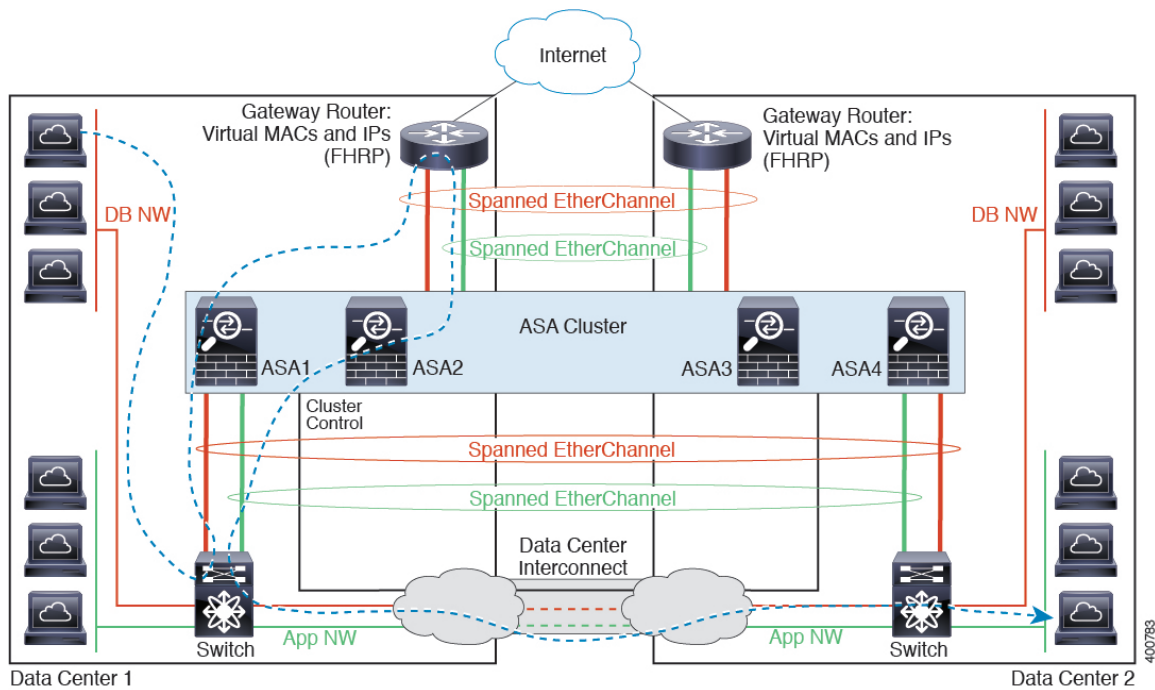 Internet
Gateway Router:
Virtual MACs and IPs
(FHRP)
Gateway Router:
Virtual MACs and IPs
(FHRP)
DB NW
Spanned EtherChannel
DB NW
Spanned EtherChannel
ASA Cluster
ASA1
ASA2
ASA3
ASA4
Cluster
Control
Spanned EtherChannel
Spanned EtherChannel
Data Center
Interconnect
App NW
App NW
Switch
Switch
400783
Data Center 1
Data Center 2